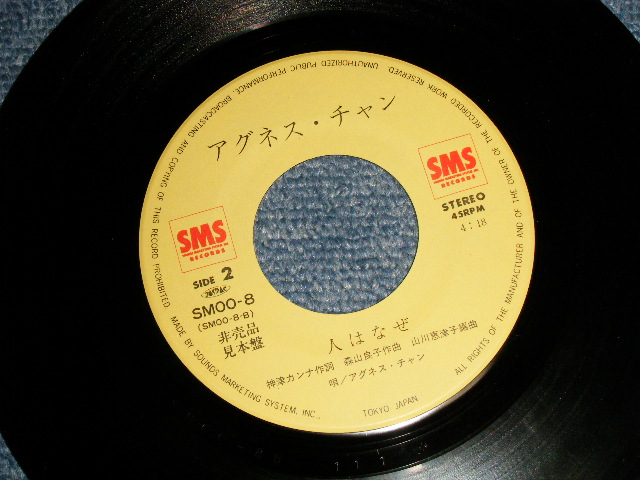 アグネス・チャン
SMS
RECORDS
SMS
RECORDS
STEREO
45RPM
4:18
SIDE 2
SMOO-8
(SMOO-8-B)
非売品
見本盤
人はなぜ
神津カンナ作詞 森山良子作曲 山川恵津子編曲
唄/アグネス・チャン
MADE BY SOUNDS MARKETING SYSTEM, INC., TOKYO JAPAN.
ALL RIGHTS OF THE MANUFACTURER AND OF THE OWNER OF THE RECORDED WORK RESERVED. UNAUTHORIZED PUBLIC PERFORMANCE, BROADCASTING AND COPYING OF THIS RECORD PROHIBITED